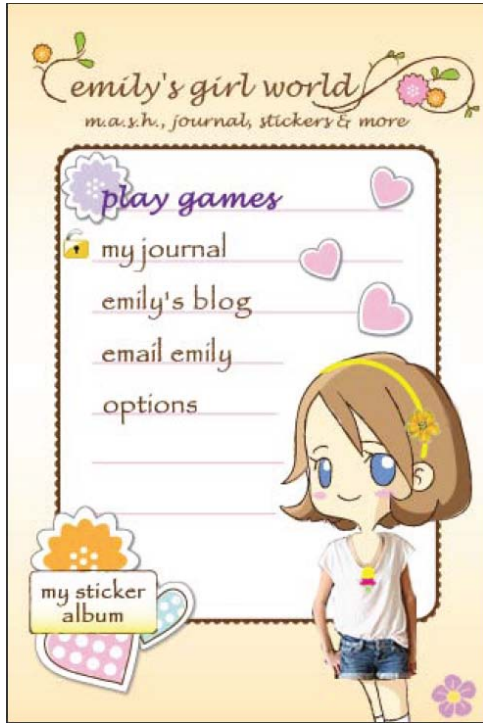 emily's girl world
m.a.s.h., journal, stickers & more
play games
my journal
emily's blog
email emily
options
my sticker
album